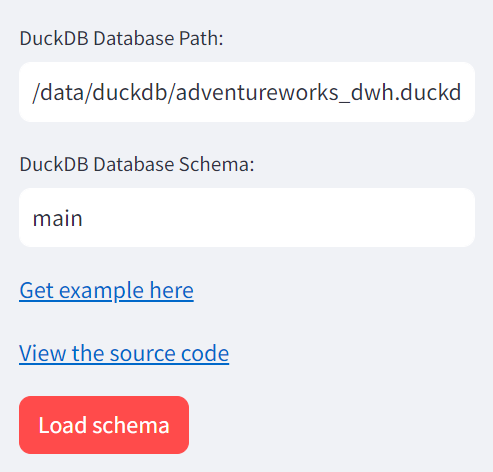 DuckDB Database Path:
/data/duckdb/adventureworks_dwh.duckd
DuckDB Database Schema:
main
Get example here
View the source code
Load schema